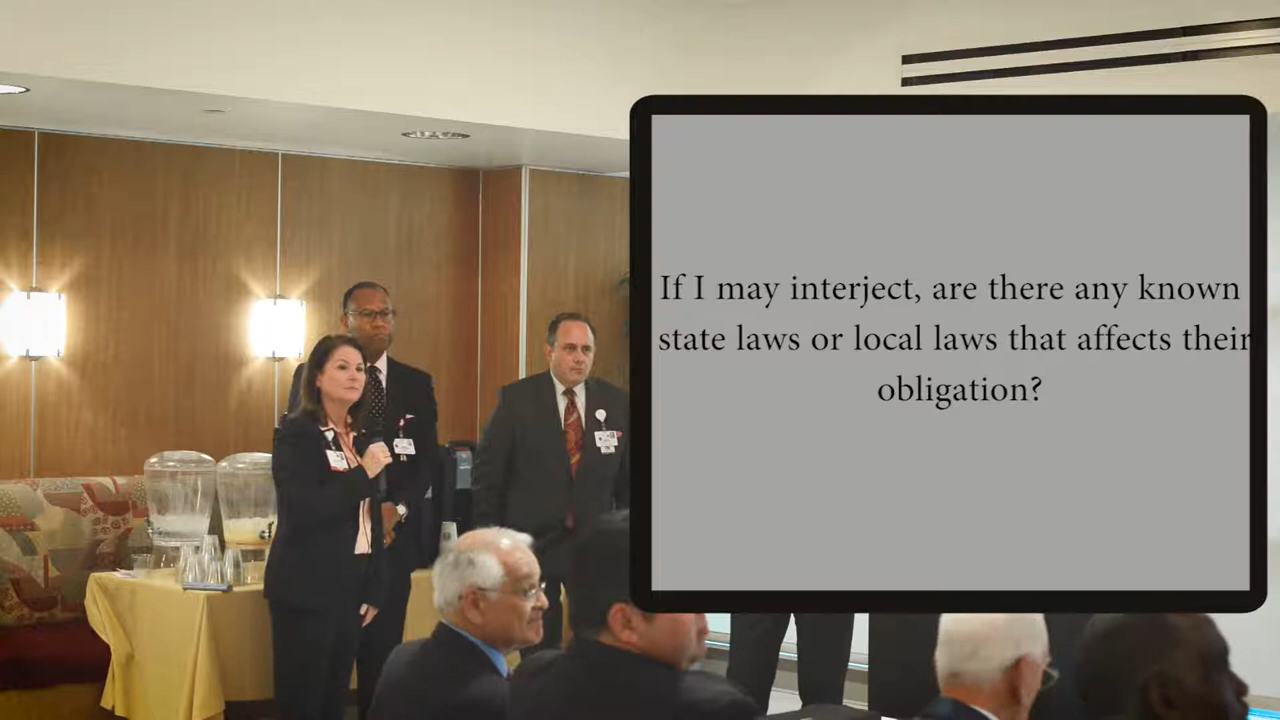 If I may interject, are there any known
state laws or local laws that affects their
obligation?